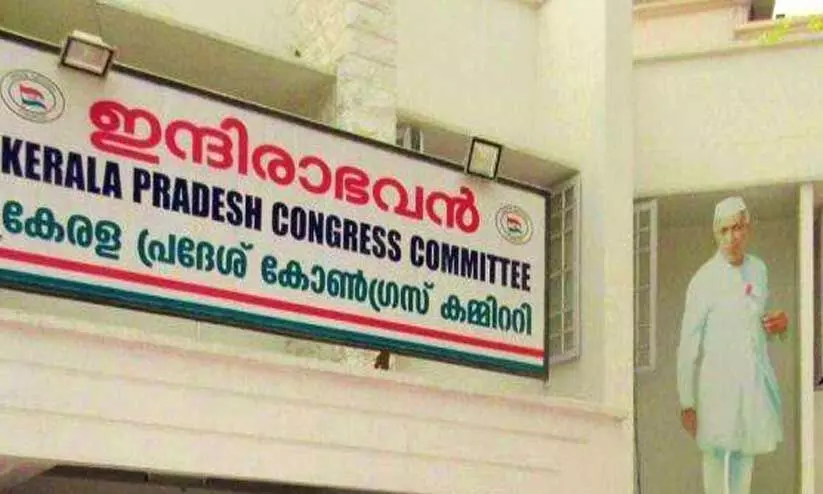 ഇന്ദിരാഭവൻ
KERALA PRADESH CONGRESS COMMITTEE
കേരള പ്രദേശ് കോൺഗ്രസ് കമ്മിററി